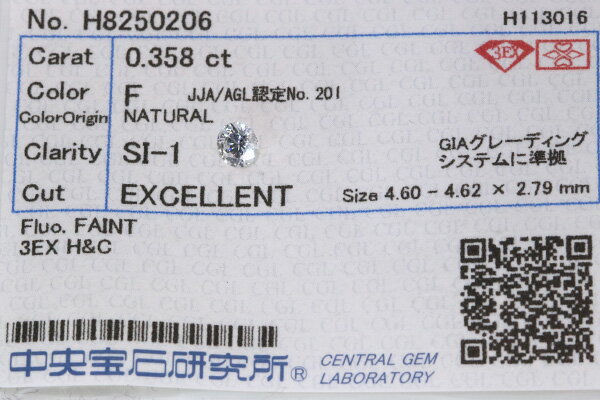 No. H8250206 H113016
Carat 0.358 ct 3EX
Color F JJA/AGL認定No.201
ColorOrigin NATURAL
Clarity SI-1 GIAグレーディング
システムに準拠
Cut EXCELLENT Size 4.60 - 4.62 × 2.79 mm
Fluo. FAINT
3EX H&C
中央宝石研究所® CENTRAL GEM
LABORATORY